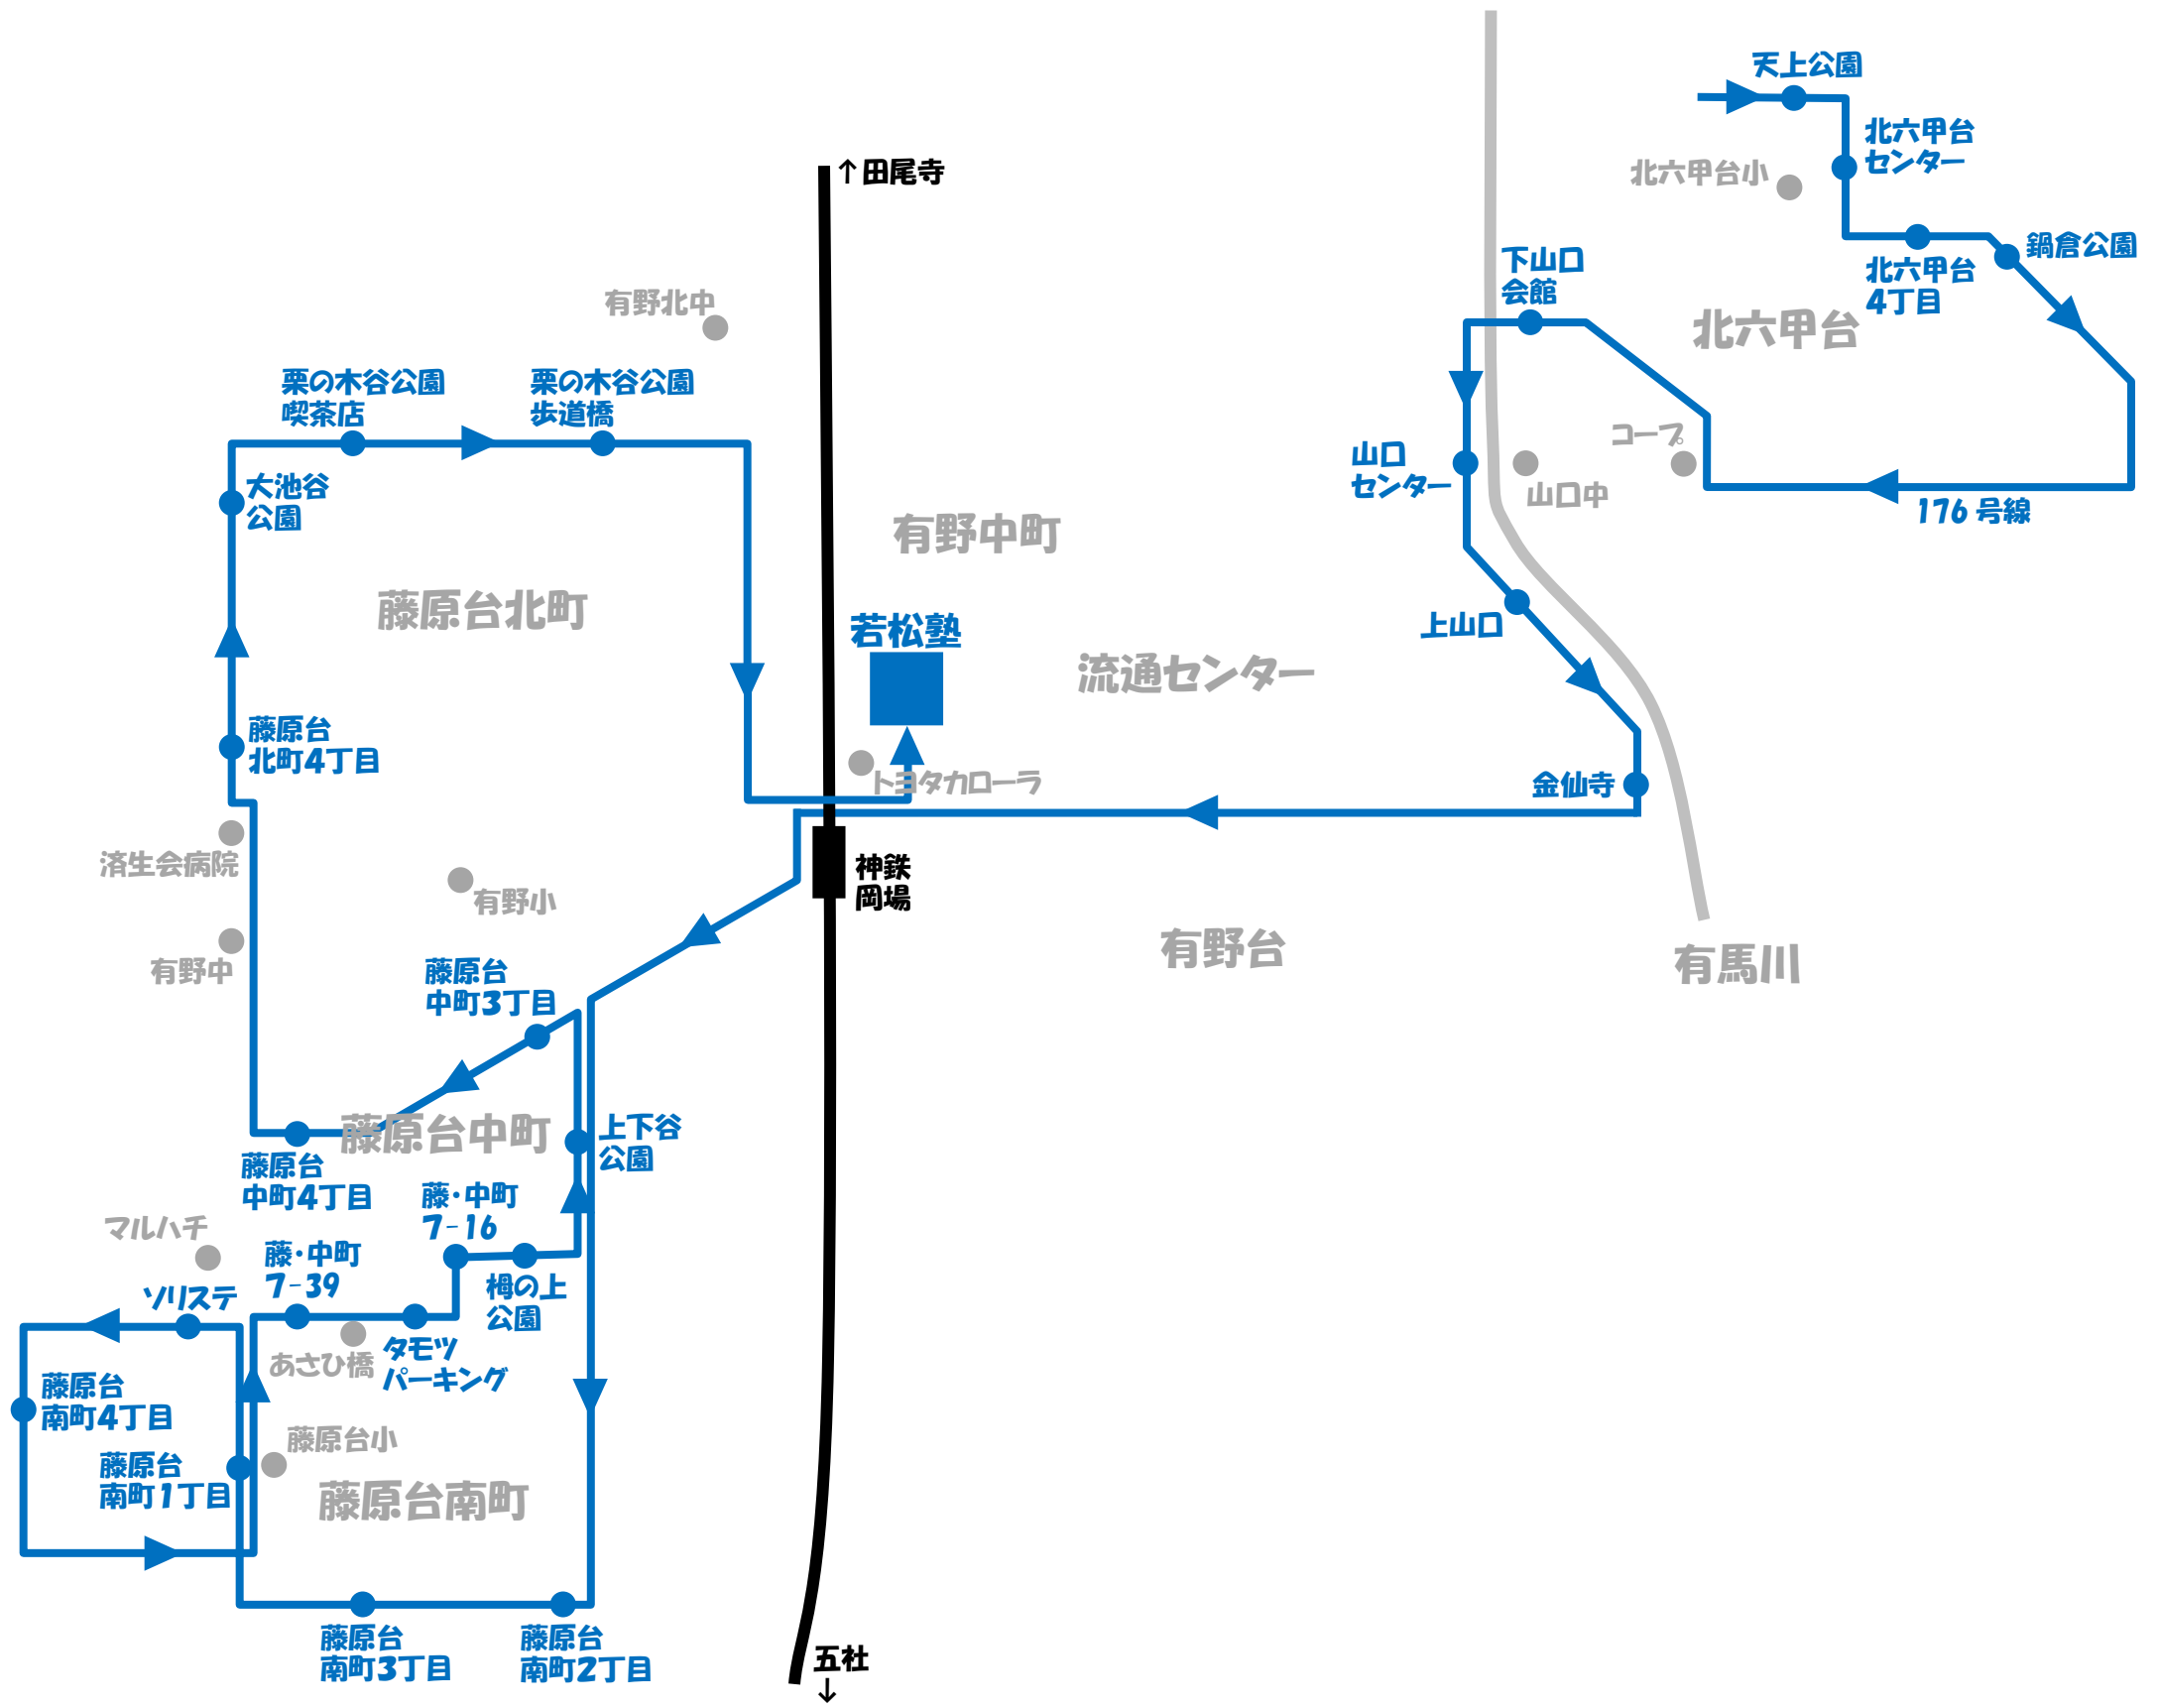 天上公園
北六甲台
センター
北六甲台小
↑田尾寺
鍋倉公園
下山口
会館
北六甲台
4丁目
有野北中
北六甲台
栗の木谷公園
喫茶店
栗の木谷公園
歩道橋
コープ
山口
センター
大池谷
公園
山口中
176号線
有野中町
藤原台北町
若松塾
上山口
流通センター
藤原台
北町4丁目
トヨタカローラ
金仙寺
済生会病院
神鉄
岡場
有野小
有野台
有馬川
有野中
藤原台
中町3丁目
藤原台中町
上下谷
公園
藤原台
中町4丁目
藤・中町
7-16
マルハチ
藤・中町
7-39
ソリステ
栂の上
公園
あさひ橋
タモツ
パーキング
藤原台
南町4丁目
藤原台小
藤原台
南町1丁目
藤原台南町
藤原台
南町3丁目
藤原台
南町2丁目
五社
↓